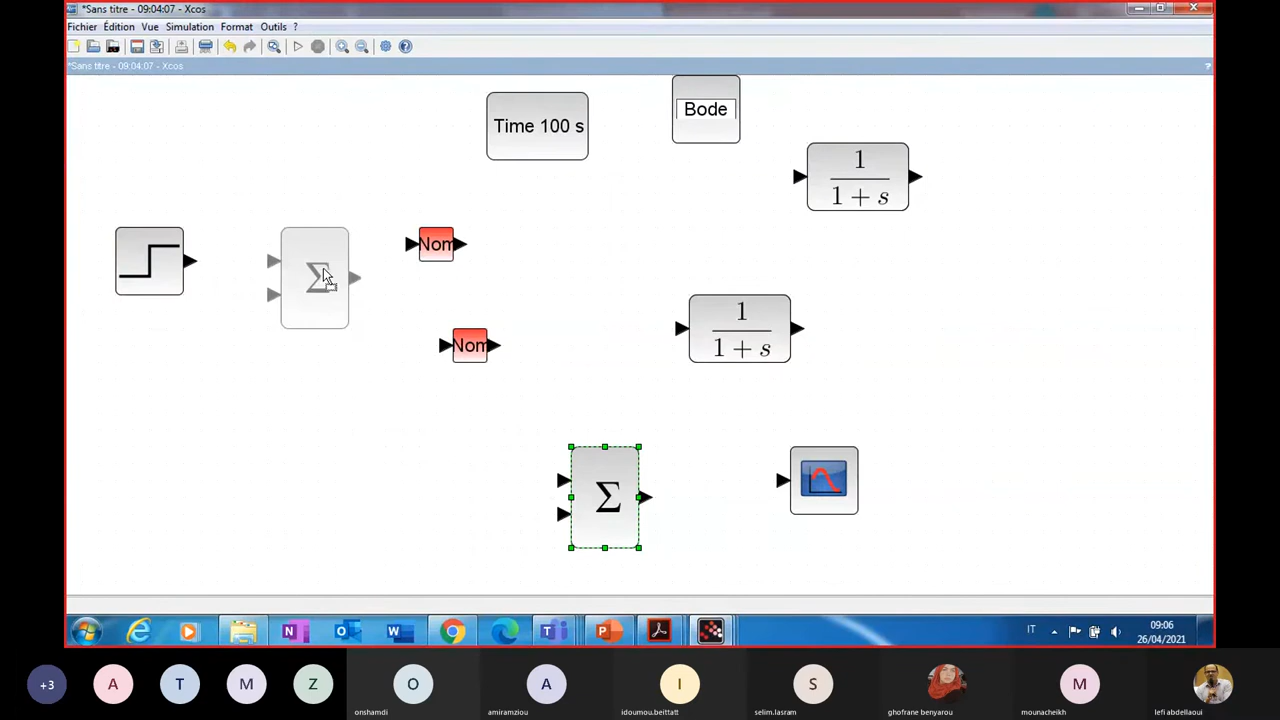 *Sans titre - 09:04:07 - Xcos
Fichier Édition Vue Simulation Format Outils ?
*Sans titre - 09:04:07 - Xcos
?
Time 100 s
Bode
1
1 + s
Σ
Nom
Nom
1
1 + s
Σ
IT
09:06
26/04/2021
+3
A
T
M
Z
O
A
I
S
M
onshamdi
amiramziou
idoumou.beittatt
selim.lasram
ghofrane benyarou
mounacheikh
lefi abdellaoui